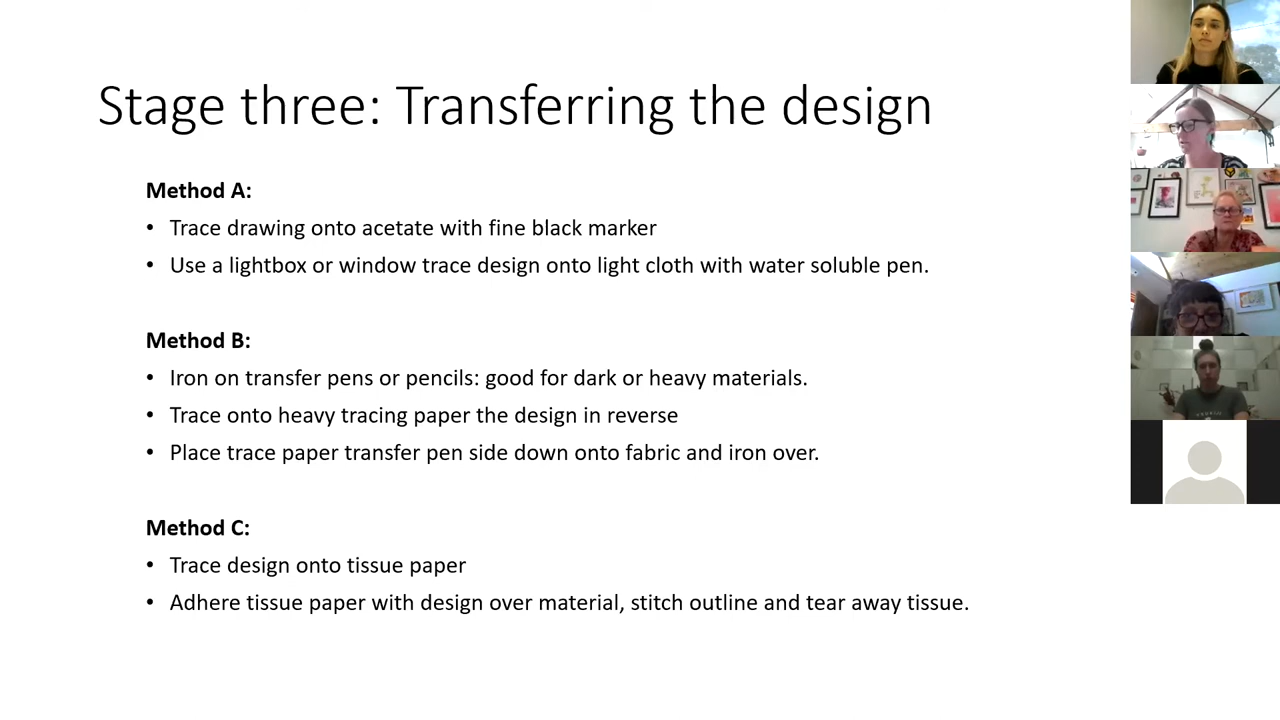 Stage three: Transferring the design
Method A:
• Trace drawing onto acetate with fine black marker
• Use a lightbox or window trace design onto light cloth with water soluble pen.
Method B:
• Iron on transfer pens or pencils: good for dark or heavy materials.
• Trace onto heavy tracing paper the design in reverse
• Place trace paper transfer pen side down onto fabric and iron over.
Method C:
• Trace design onto tissue paper
• Adhere tissue paper with design over material, stitch outline and tear away tissue.